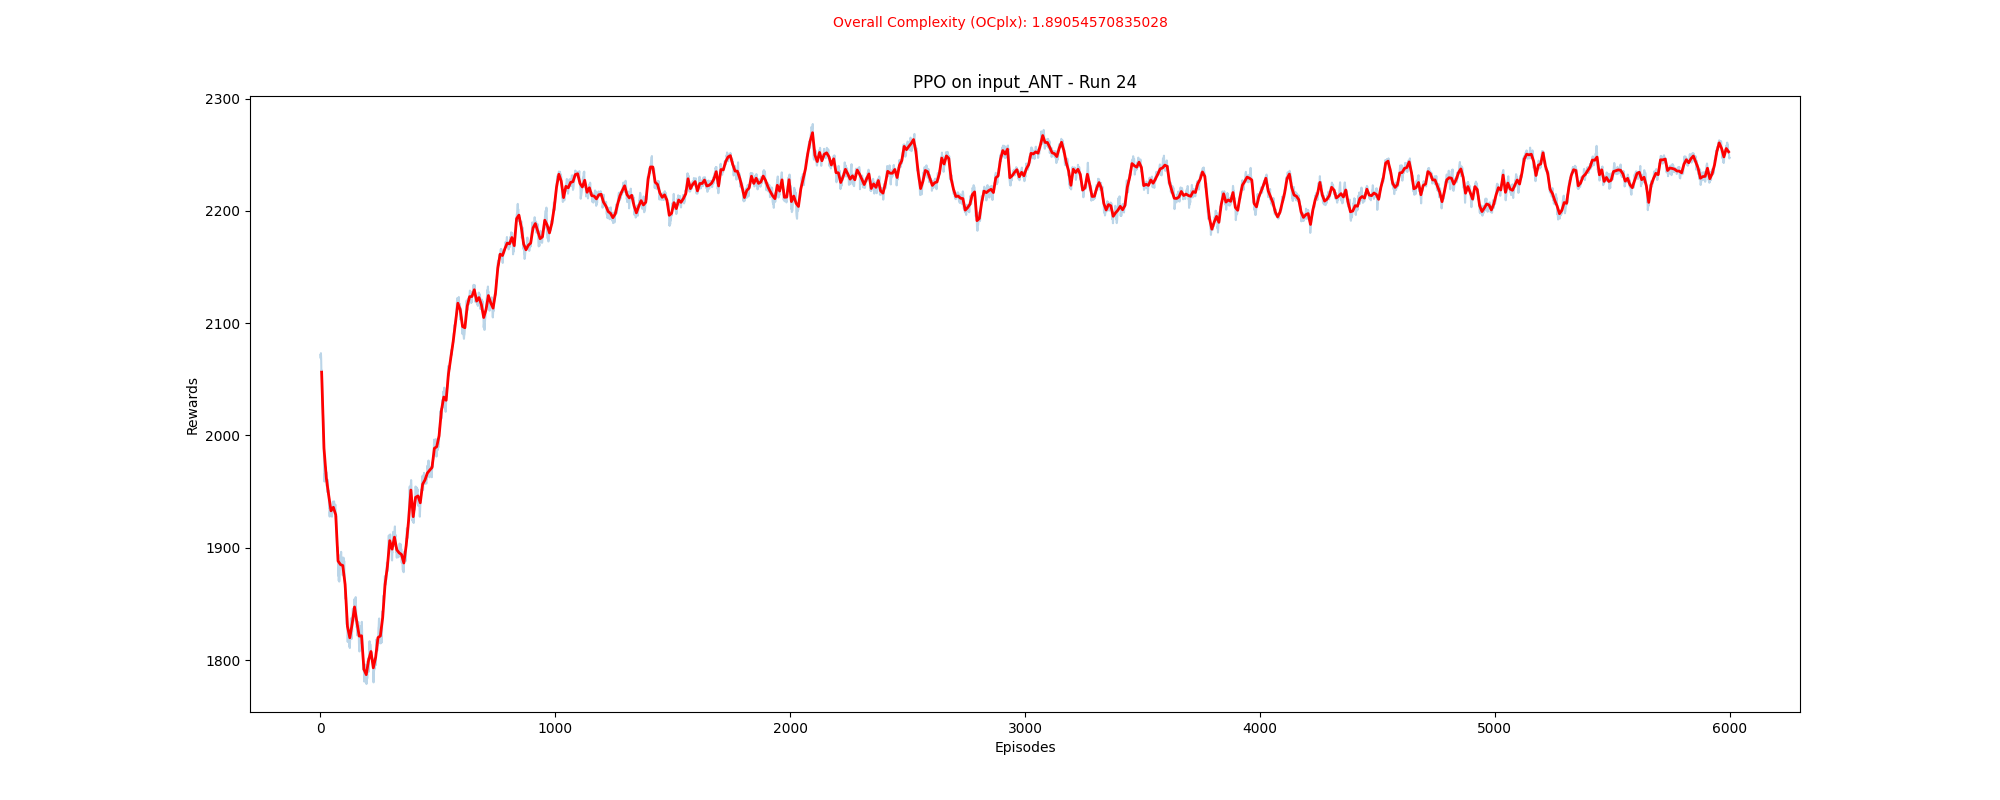 Overall Complexity (OCplx): 1.89054570835028
PPO on input_ANT - Run 24
2300
2200
2100
2000
1900
1800
Rewards
0 1000 2000 3000 4000 5000 6000
Episodes